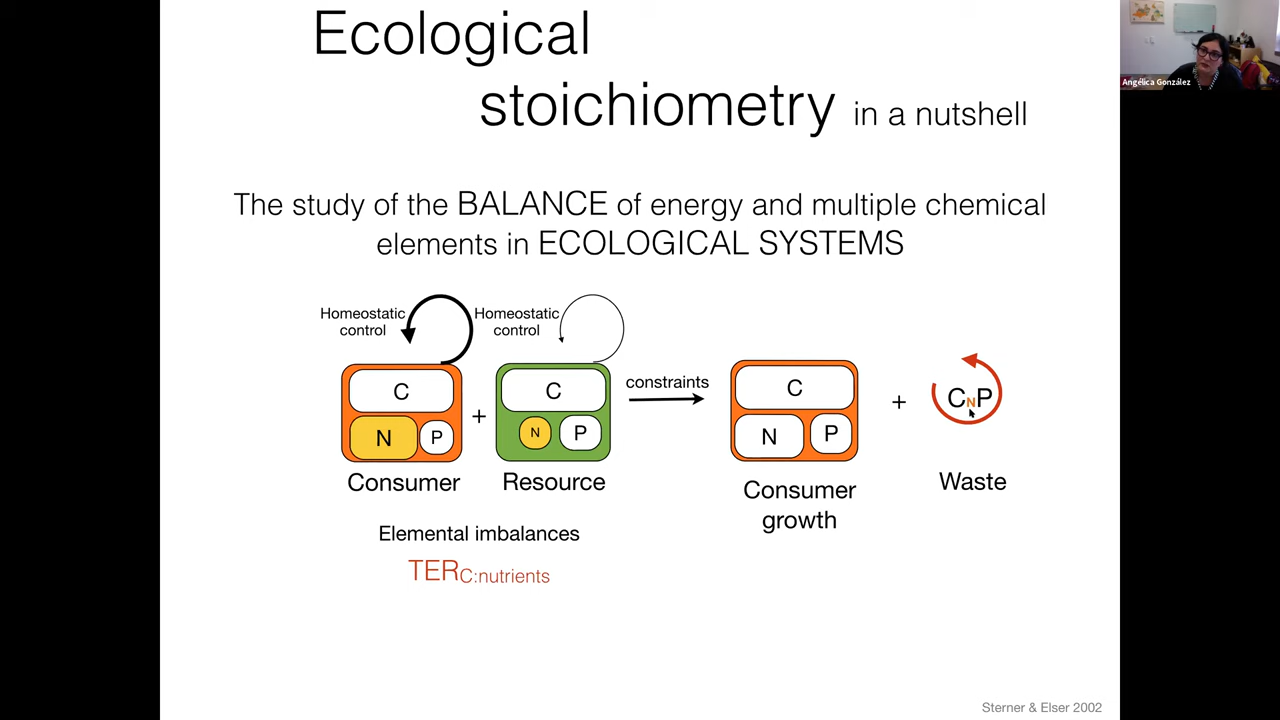 Ecological
stoichiometry in a nutshell
Angélica González
The study of the BALANCE of energy and multiple chemical
elements in ECOLOGICAL SYSTEMS
Homeostatic
control
Homeostatic
control
C
N
P
Consumer
+
C
N
P
Resource
constraints
C
N
P
Consumer
growth
+
CNP
Waste
Elemental imbalances
TERC:nutrients
Sterner & Elser 2002